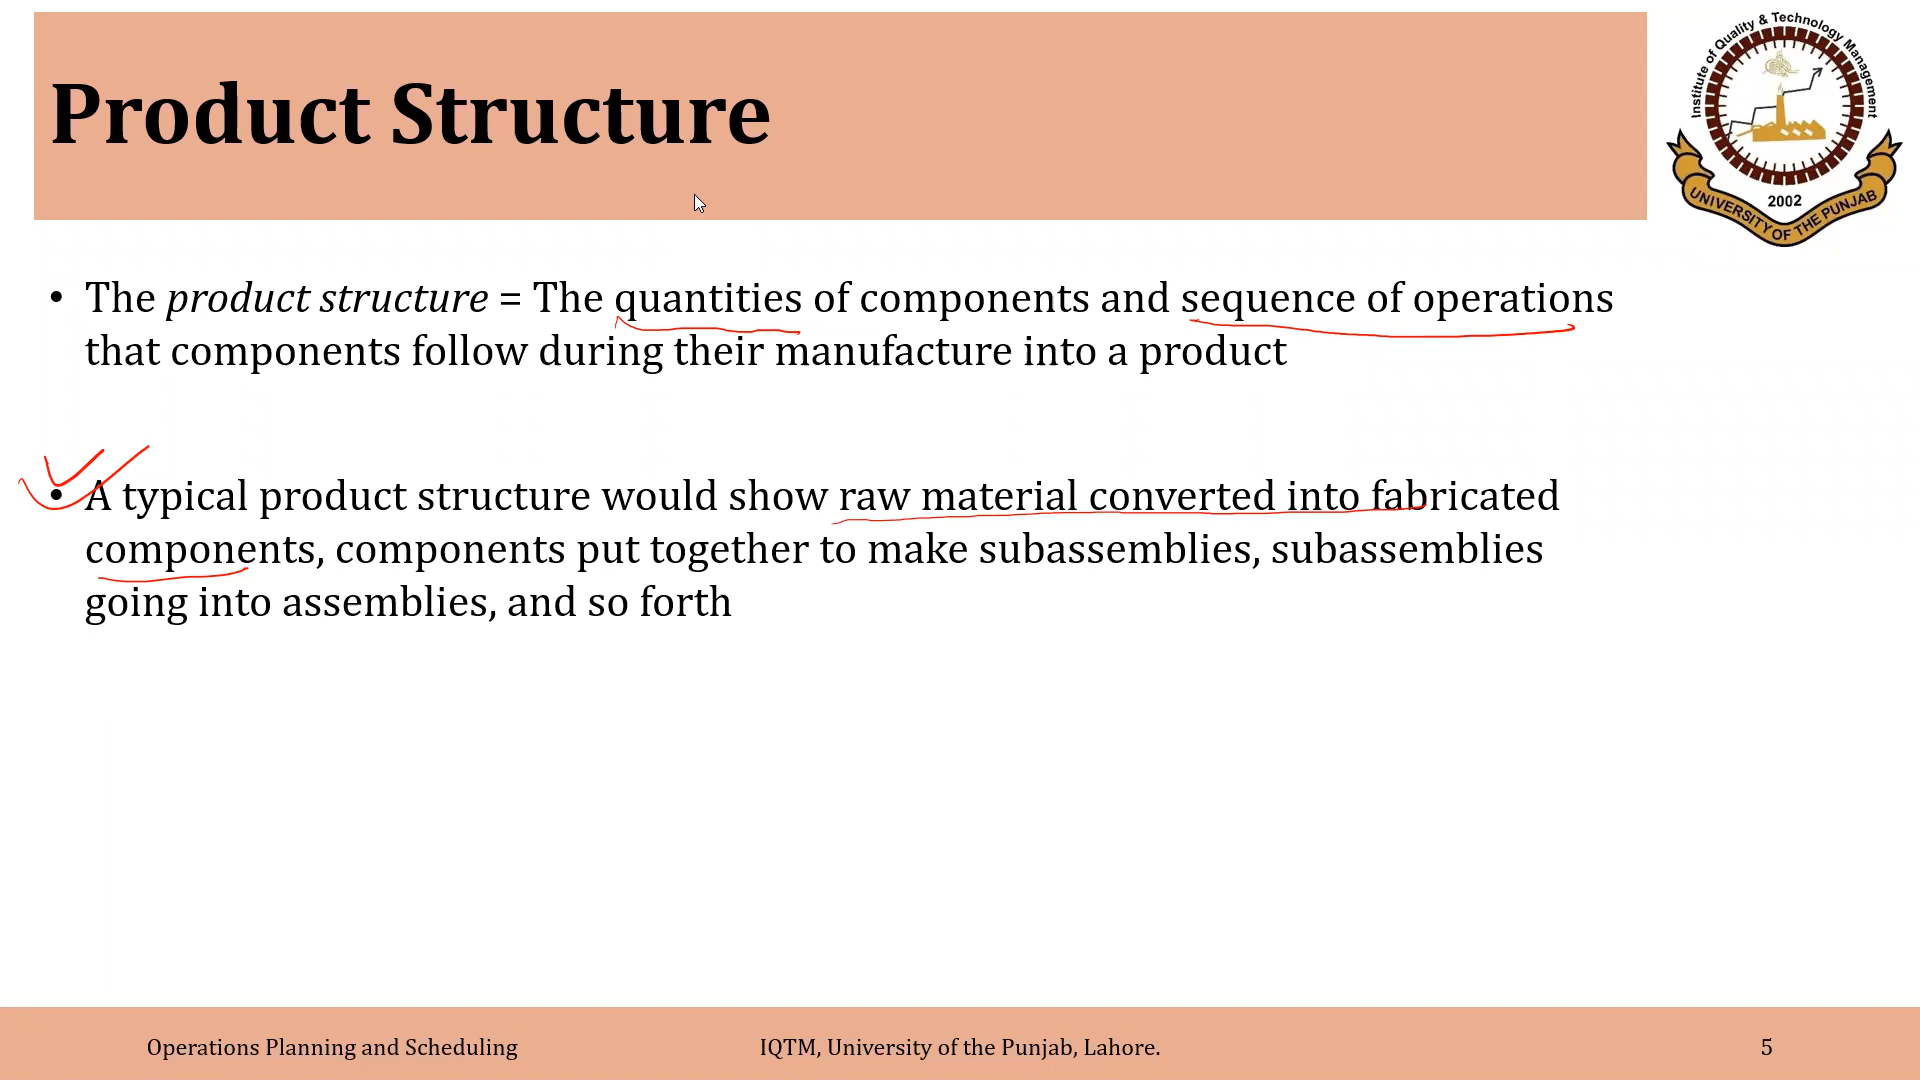 Product Structure
Institute of Quality & Technology Management
2002
UNIVERSITY OF THE PUNJAB
• The product structure = The quantities of components and sequence of operations
that components follow during their manufacture into a product
• A typical product structure would show raw material converted into fabricated
components, components put together to make subassemblies, subassemblies
going into assemblies, and so forth
Operations Planning and Scheduling
IQTM, University of the Punjab, Lahore.
5